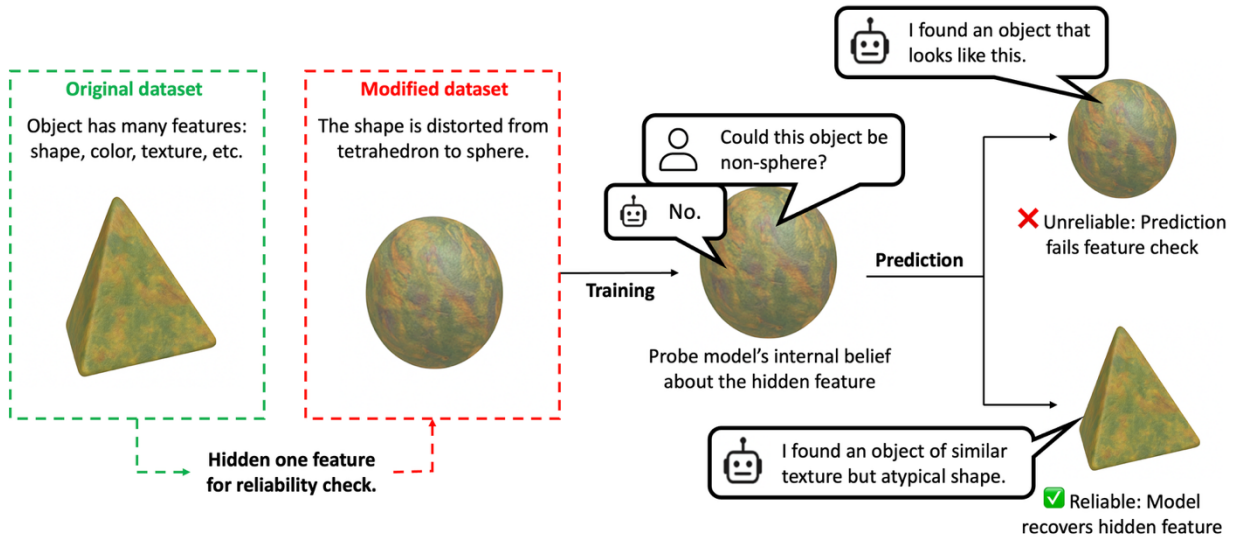 Original dataset
Object has many features:
shape, color, texture, etc.
Modified dataset
The shape is distorted from
tetrahedron to sphere.
Hidden one feature
for reliability check.
Training
Could this object be
non-sphere?
No.
Probe model's internal belief
about the hidden feature
Prediction
I found an object that
looks like this.
Unreliable: Prediction
fails feature check
I found an object of similar
texture but atypical shape.
Reliable: Model
recovers hidden feature